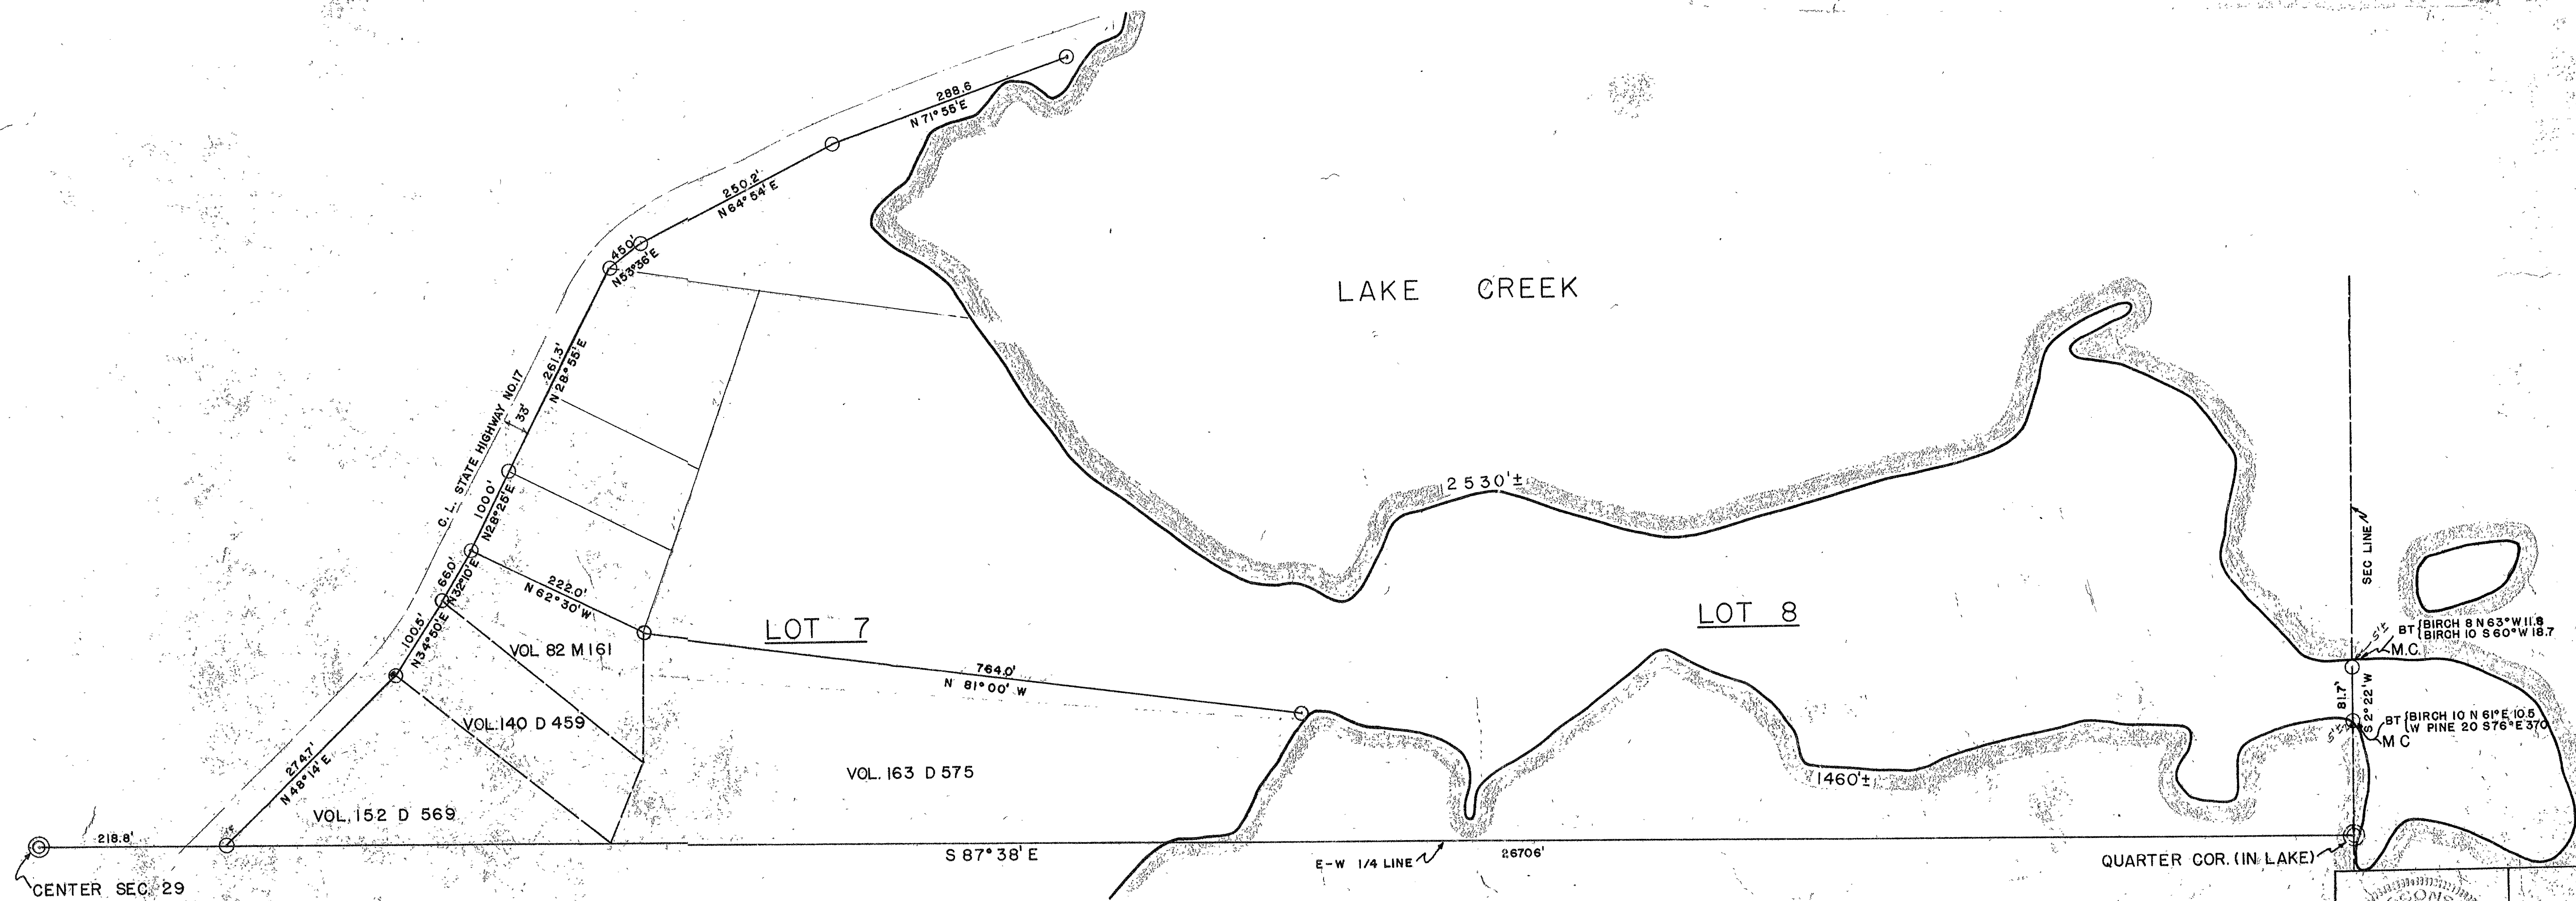 288.6
N 71° 55' E
250.2'
N 64° 54' E
45.0'
N 53° 36' E
LAKE CREEK
261.3'
N 28° 55' E
33'
C. L. STATE HIGHWAY NO. 17
100.0'
N 28° 25' E
66.0'
N 32° 10' E
100.5'
N 34° 50' E
222.0'
N 62° 30' W
2530'±
SEC LINE
LOT 7
LOT 8
VOL 82 M 161
764.0'
N 81° 00' W
5'±
BT { BIRCH 8 N 63° W 11.8
BIRCH 10 S 60° W 18.7
M.C.
81.7'
S 2° 22' W
BT { BIRCH 10 N 61° E 10.5
W PINE 20 S 76° E 37.0
M C
5'±
VOL. 140 D 459
274.7'
N 48° 14' E
VOL. 163 D 575
1460'±
VOL. 152 D 569
218.8'
S 87° 38' E
E-W 1/4 LINE
2670.6'
QUARTER COR. (IN LAKE)
CENTER SEC. 29